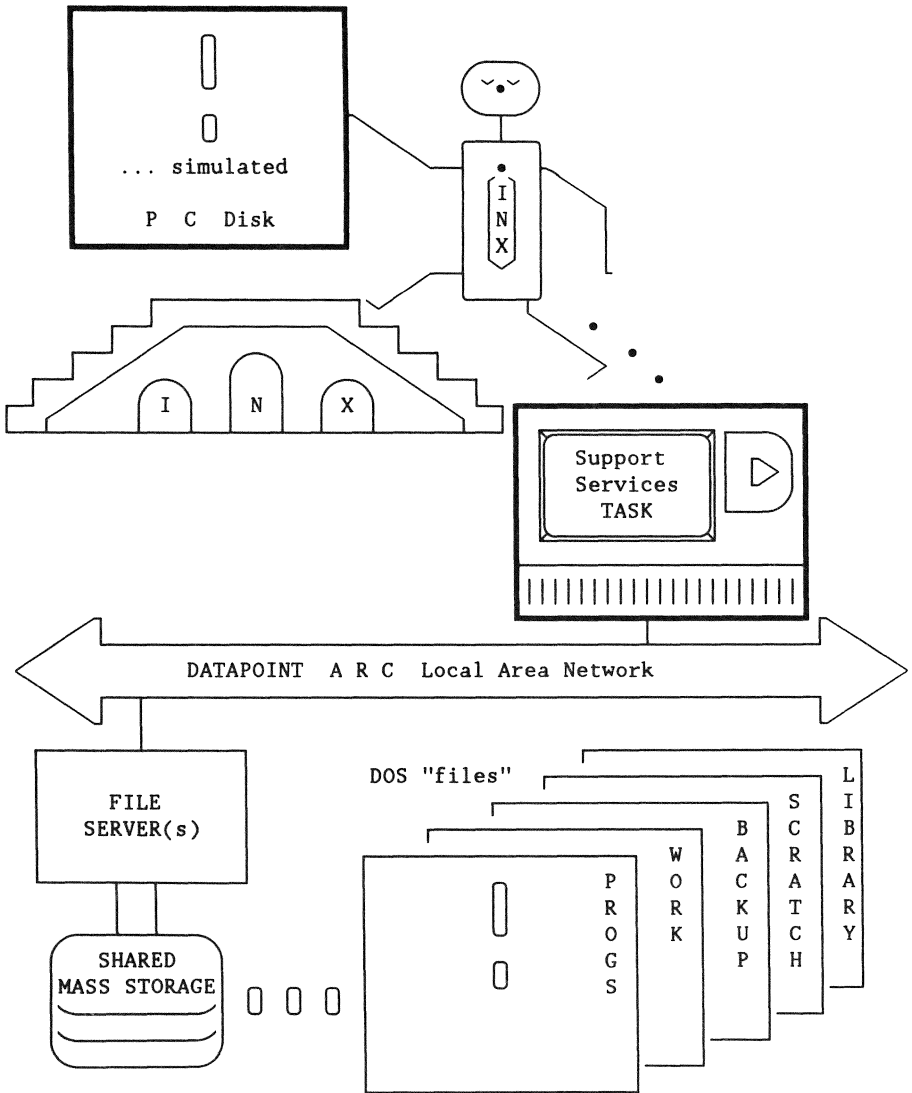 ... simulated
P C Disk
INX
I N X
Support
Services
TASK
DATAPOINT A R C Local Area Network
FILE
SERVER(s)
SHARED
MASS STORAGE
DOS "files"
PROGS
WORK
BACKUP
SCRATCH
LIBRARY